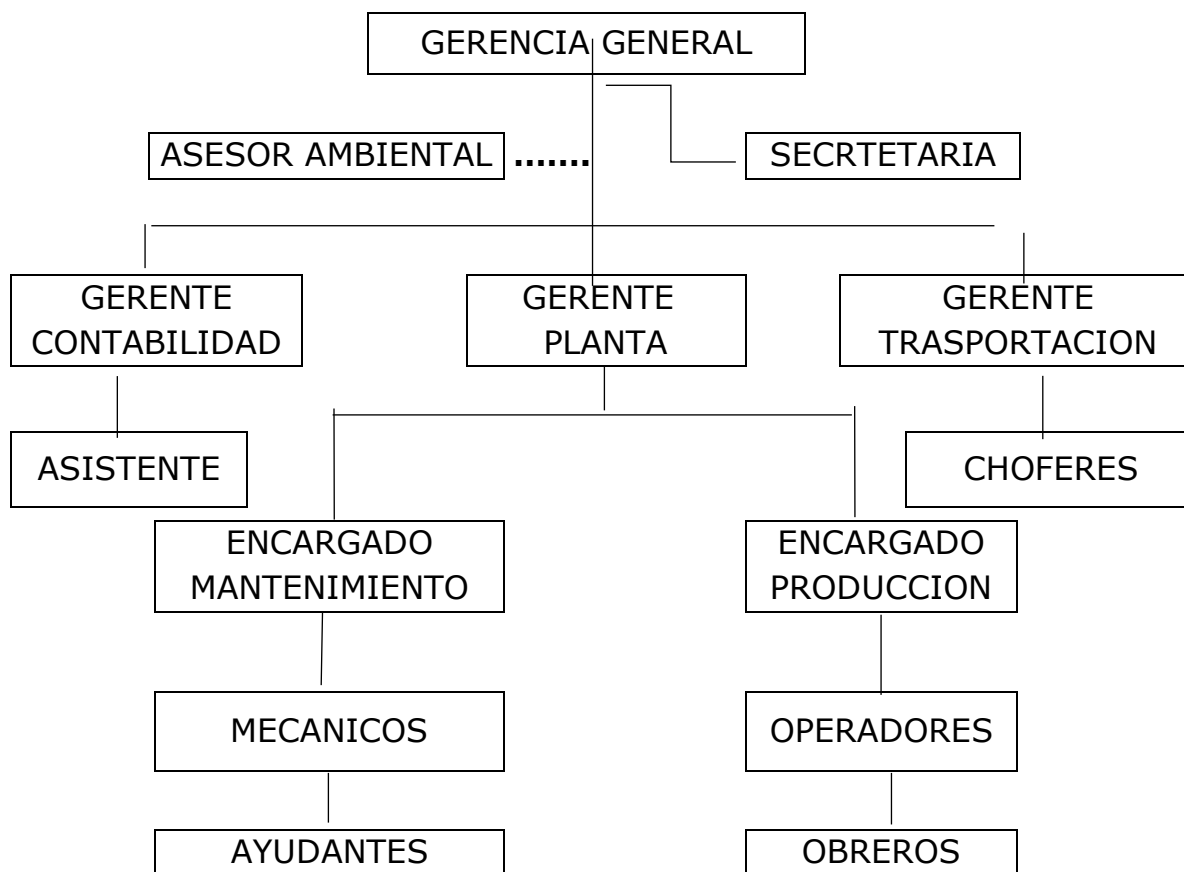 GERENCIA GENERAL
ASESOR AMBIENTAL .......
SECRTETARIA
GERENTE
CONTABILIDAD
GERENTE
PLANTA
GERENTE
TRASPORTACION
ASISTENTE
CHOFERES
ENCARGADO
MANTENIMIENTO
ENCARGADO
PRODUCCION
MECANICOS
OPERADORES
AYUDANTES
OBREROS